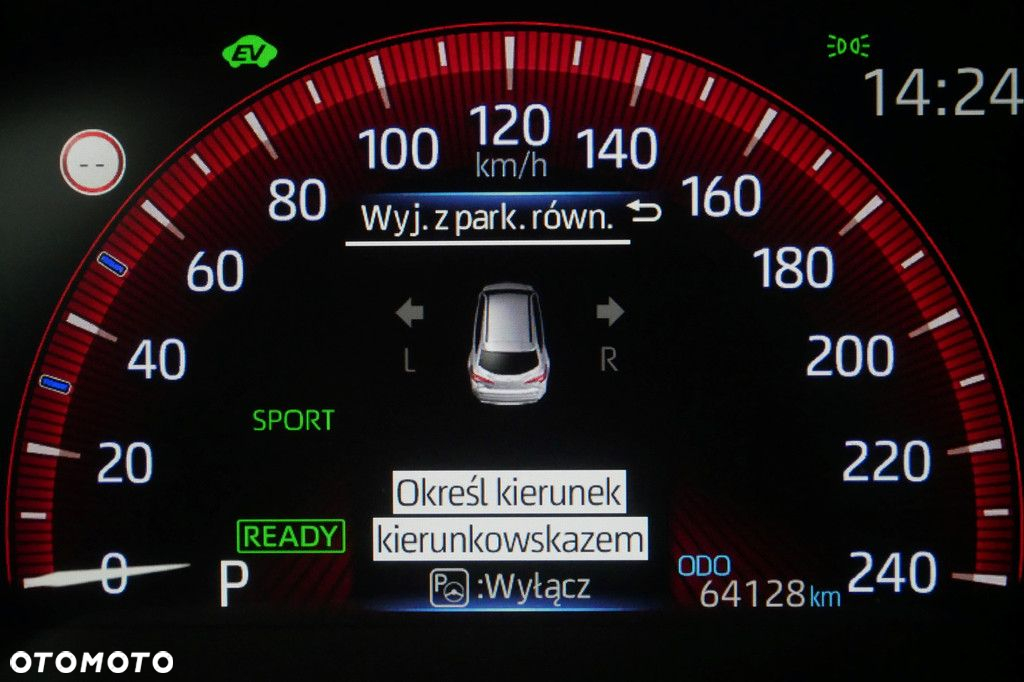 EV
14:24
--
0
20
40
60
80
100
120
140
160
180
200
220
240
km/h
Wyj. z park. równ.
L
R
SPORT
Określ kierunek
kierunkowskazem
READY
P
P :Wyłącz
ODO
64128 km
OTOMOTO